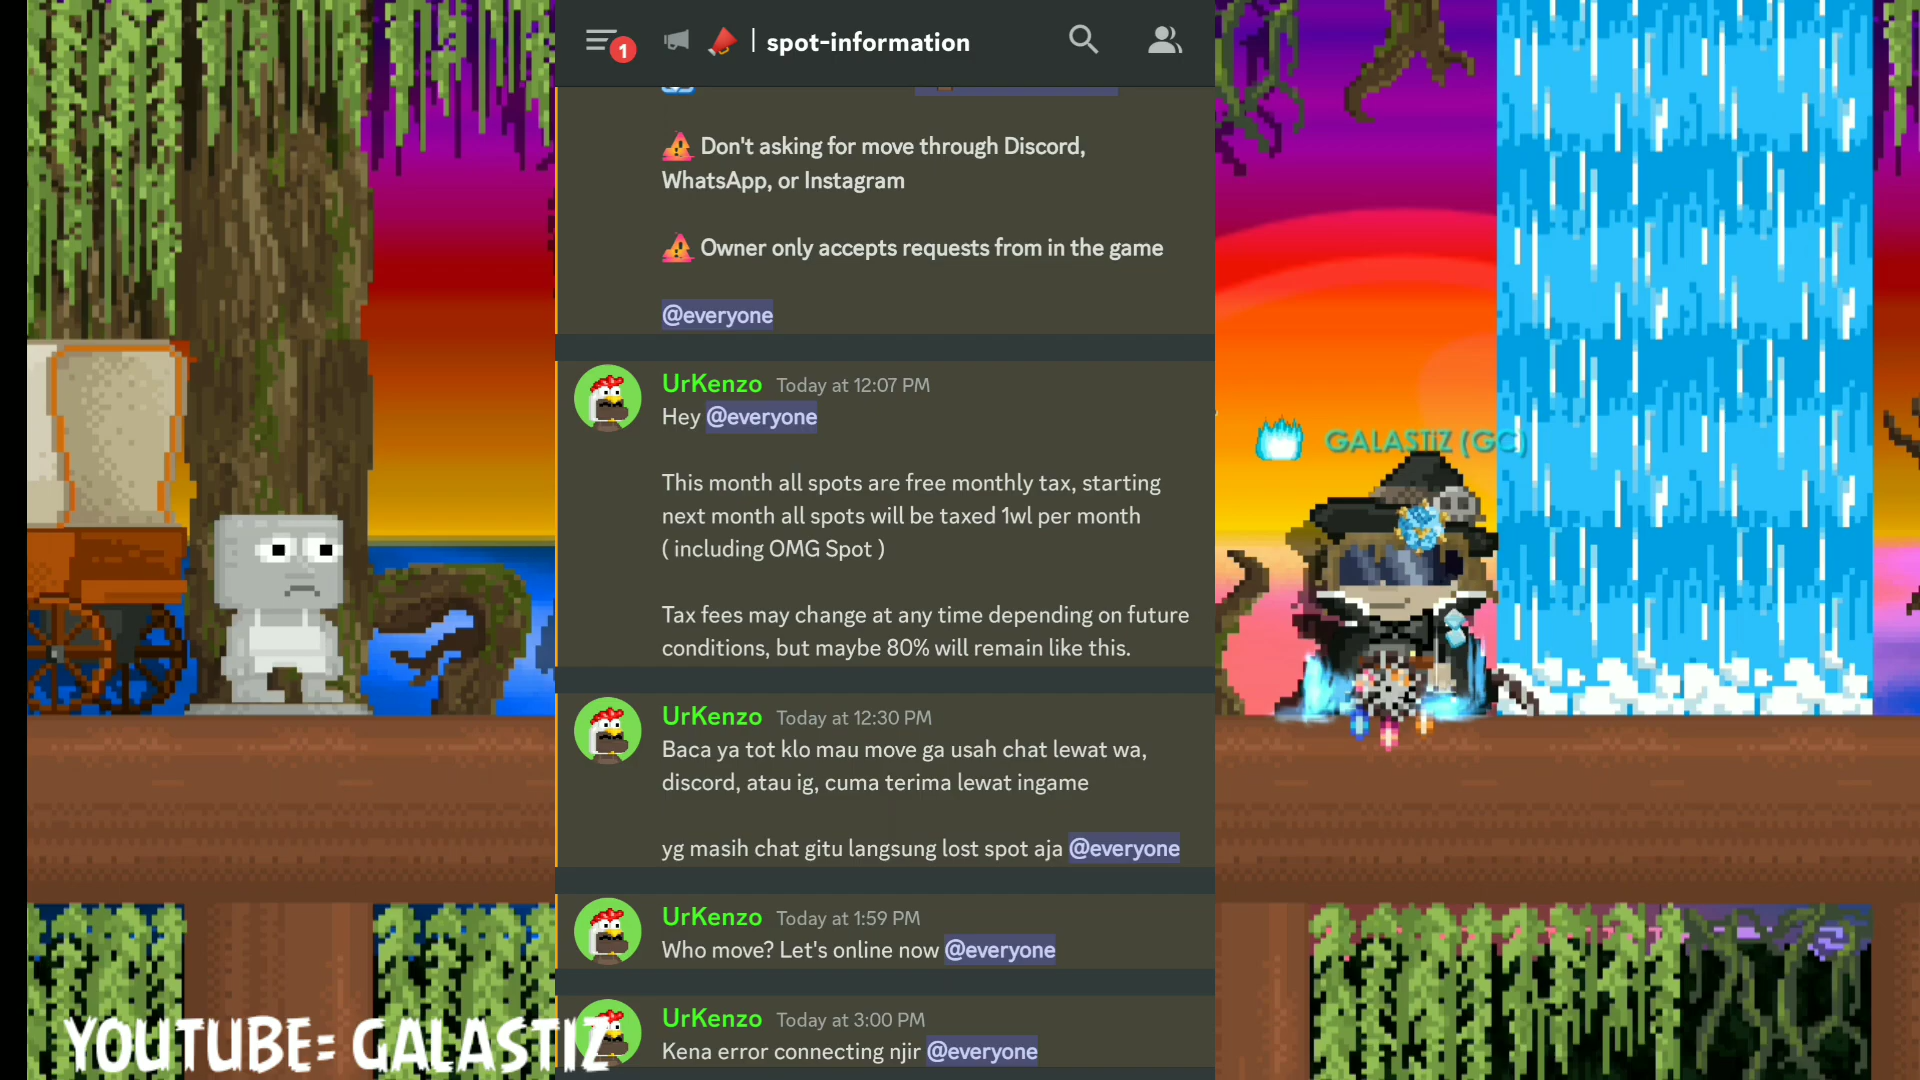 1
| spot-information
Don't asking for move through Discord,
WhatsApp, or Instagram
Owner only accepts requests from in the game
@everyone
UrKenzo Today at 12:07 PM
Hey @everyone
This month all spots are free monthly tax, starting
next month all spots will be taxed 1wl per month
( including OMG Spot )
Tax fees may change at any time depending on future
conditions, but maybe 80% will remain like this.
UrKenzo Today at 12:30 PM
Baca ya tot klo mau move ga usah chat lewat wa,
discord, atau ig, cuma terima lewat ingame
yg masih chat gitu langsung lost spot aja @everyone
UrKenzo Today at 1:59 PM
Who move? Let's online now @everyone
UrKenzo Today at 3:00 PM
Kena error connecting njir @everyone
GALASTiZ (GC)
YOUTUBE= GALASTIZ